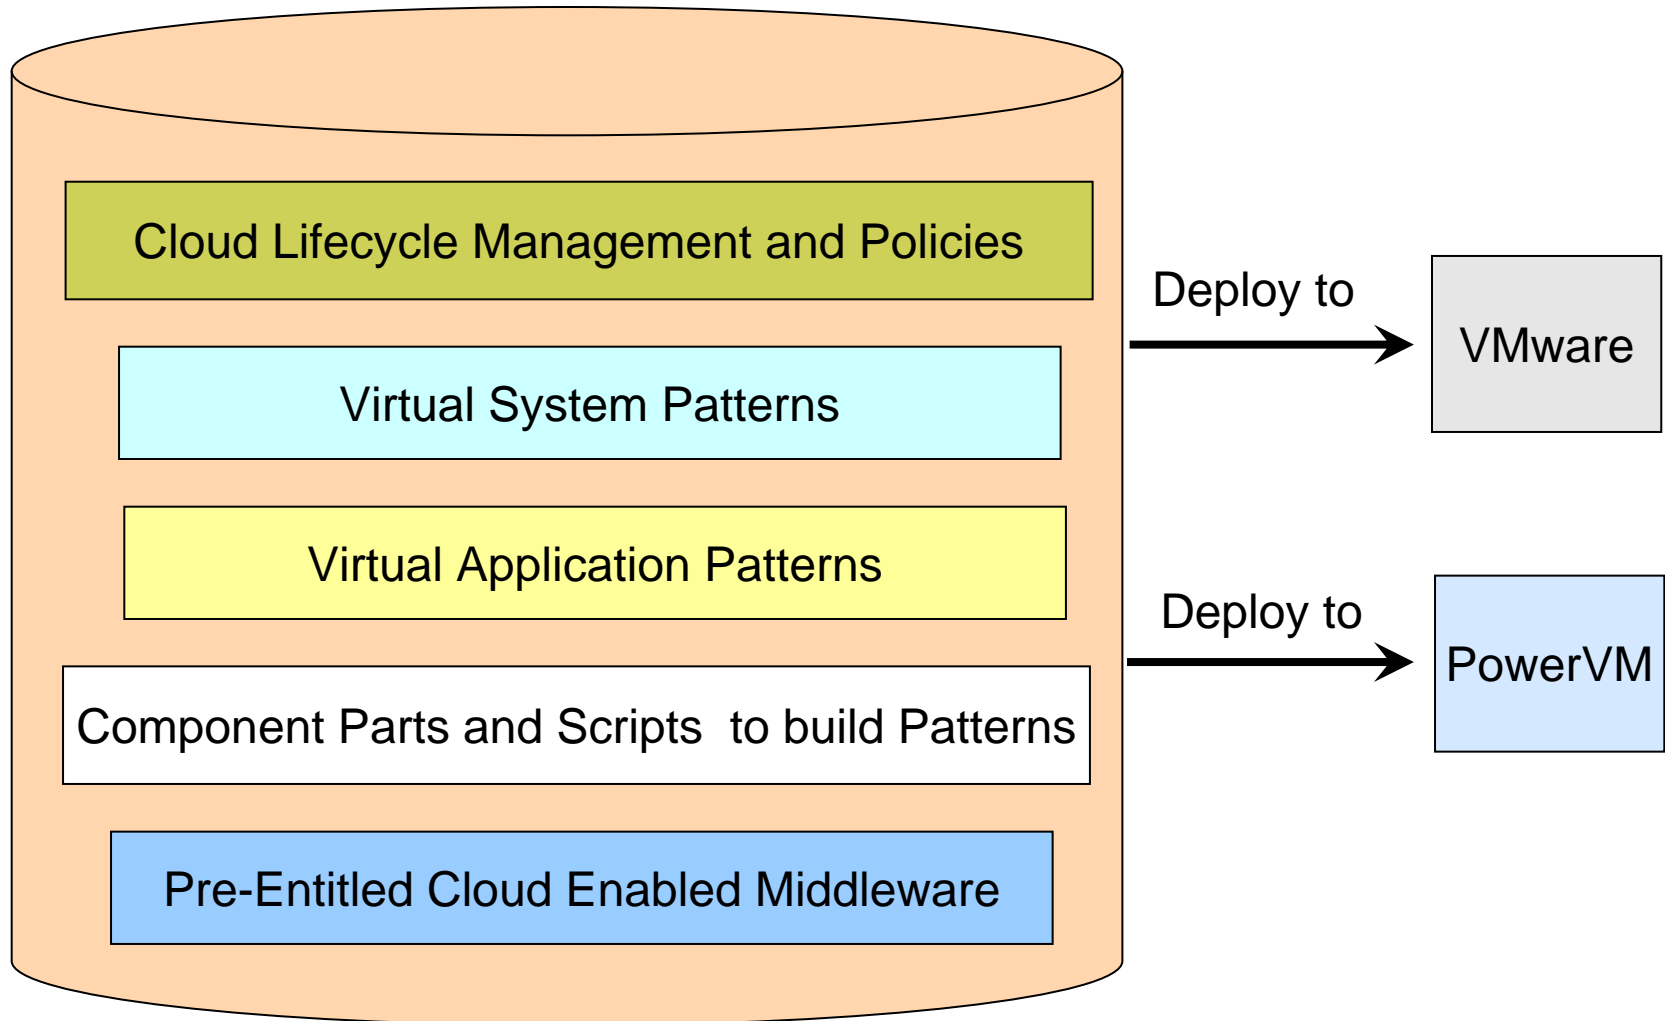 Cloud Lifecycle Management and Policies
Deploy to
VMware
Virtual System Patterns
Virtual Application Patterns
Deploy to
PowerVM
Component Parts and Scripts  to build Patterns
Pre-Entitled Cloud Enabled Middleware